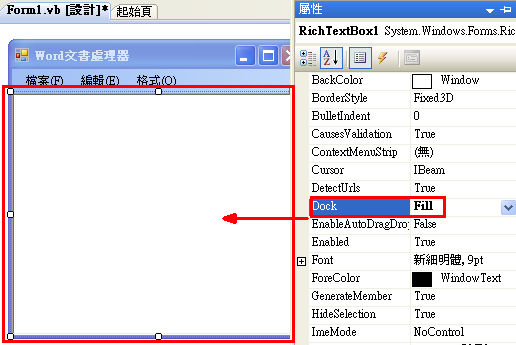 Form1.vb [設計]*
起始頁
Word文書處理器
檔案(F) 編輯(E) 格式(O)
屬性
RichTextBox1 System.Windows.Forms.Ric
BackColor Window
BorderStyle Fixed3D
BulletIndent 0
CausesValidation True
ContextMenuStrip (無)
Cursor IBeam
DetectUrls True
Dock Fill
EnableAutoDragDrop False
Enabled True
Font 新細明體, 9pt
ForeColor WindowText
GenerateMember True
HideSelection True
ImeMode NoControl